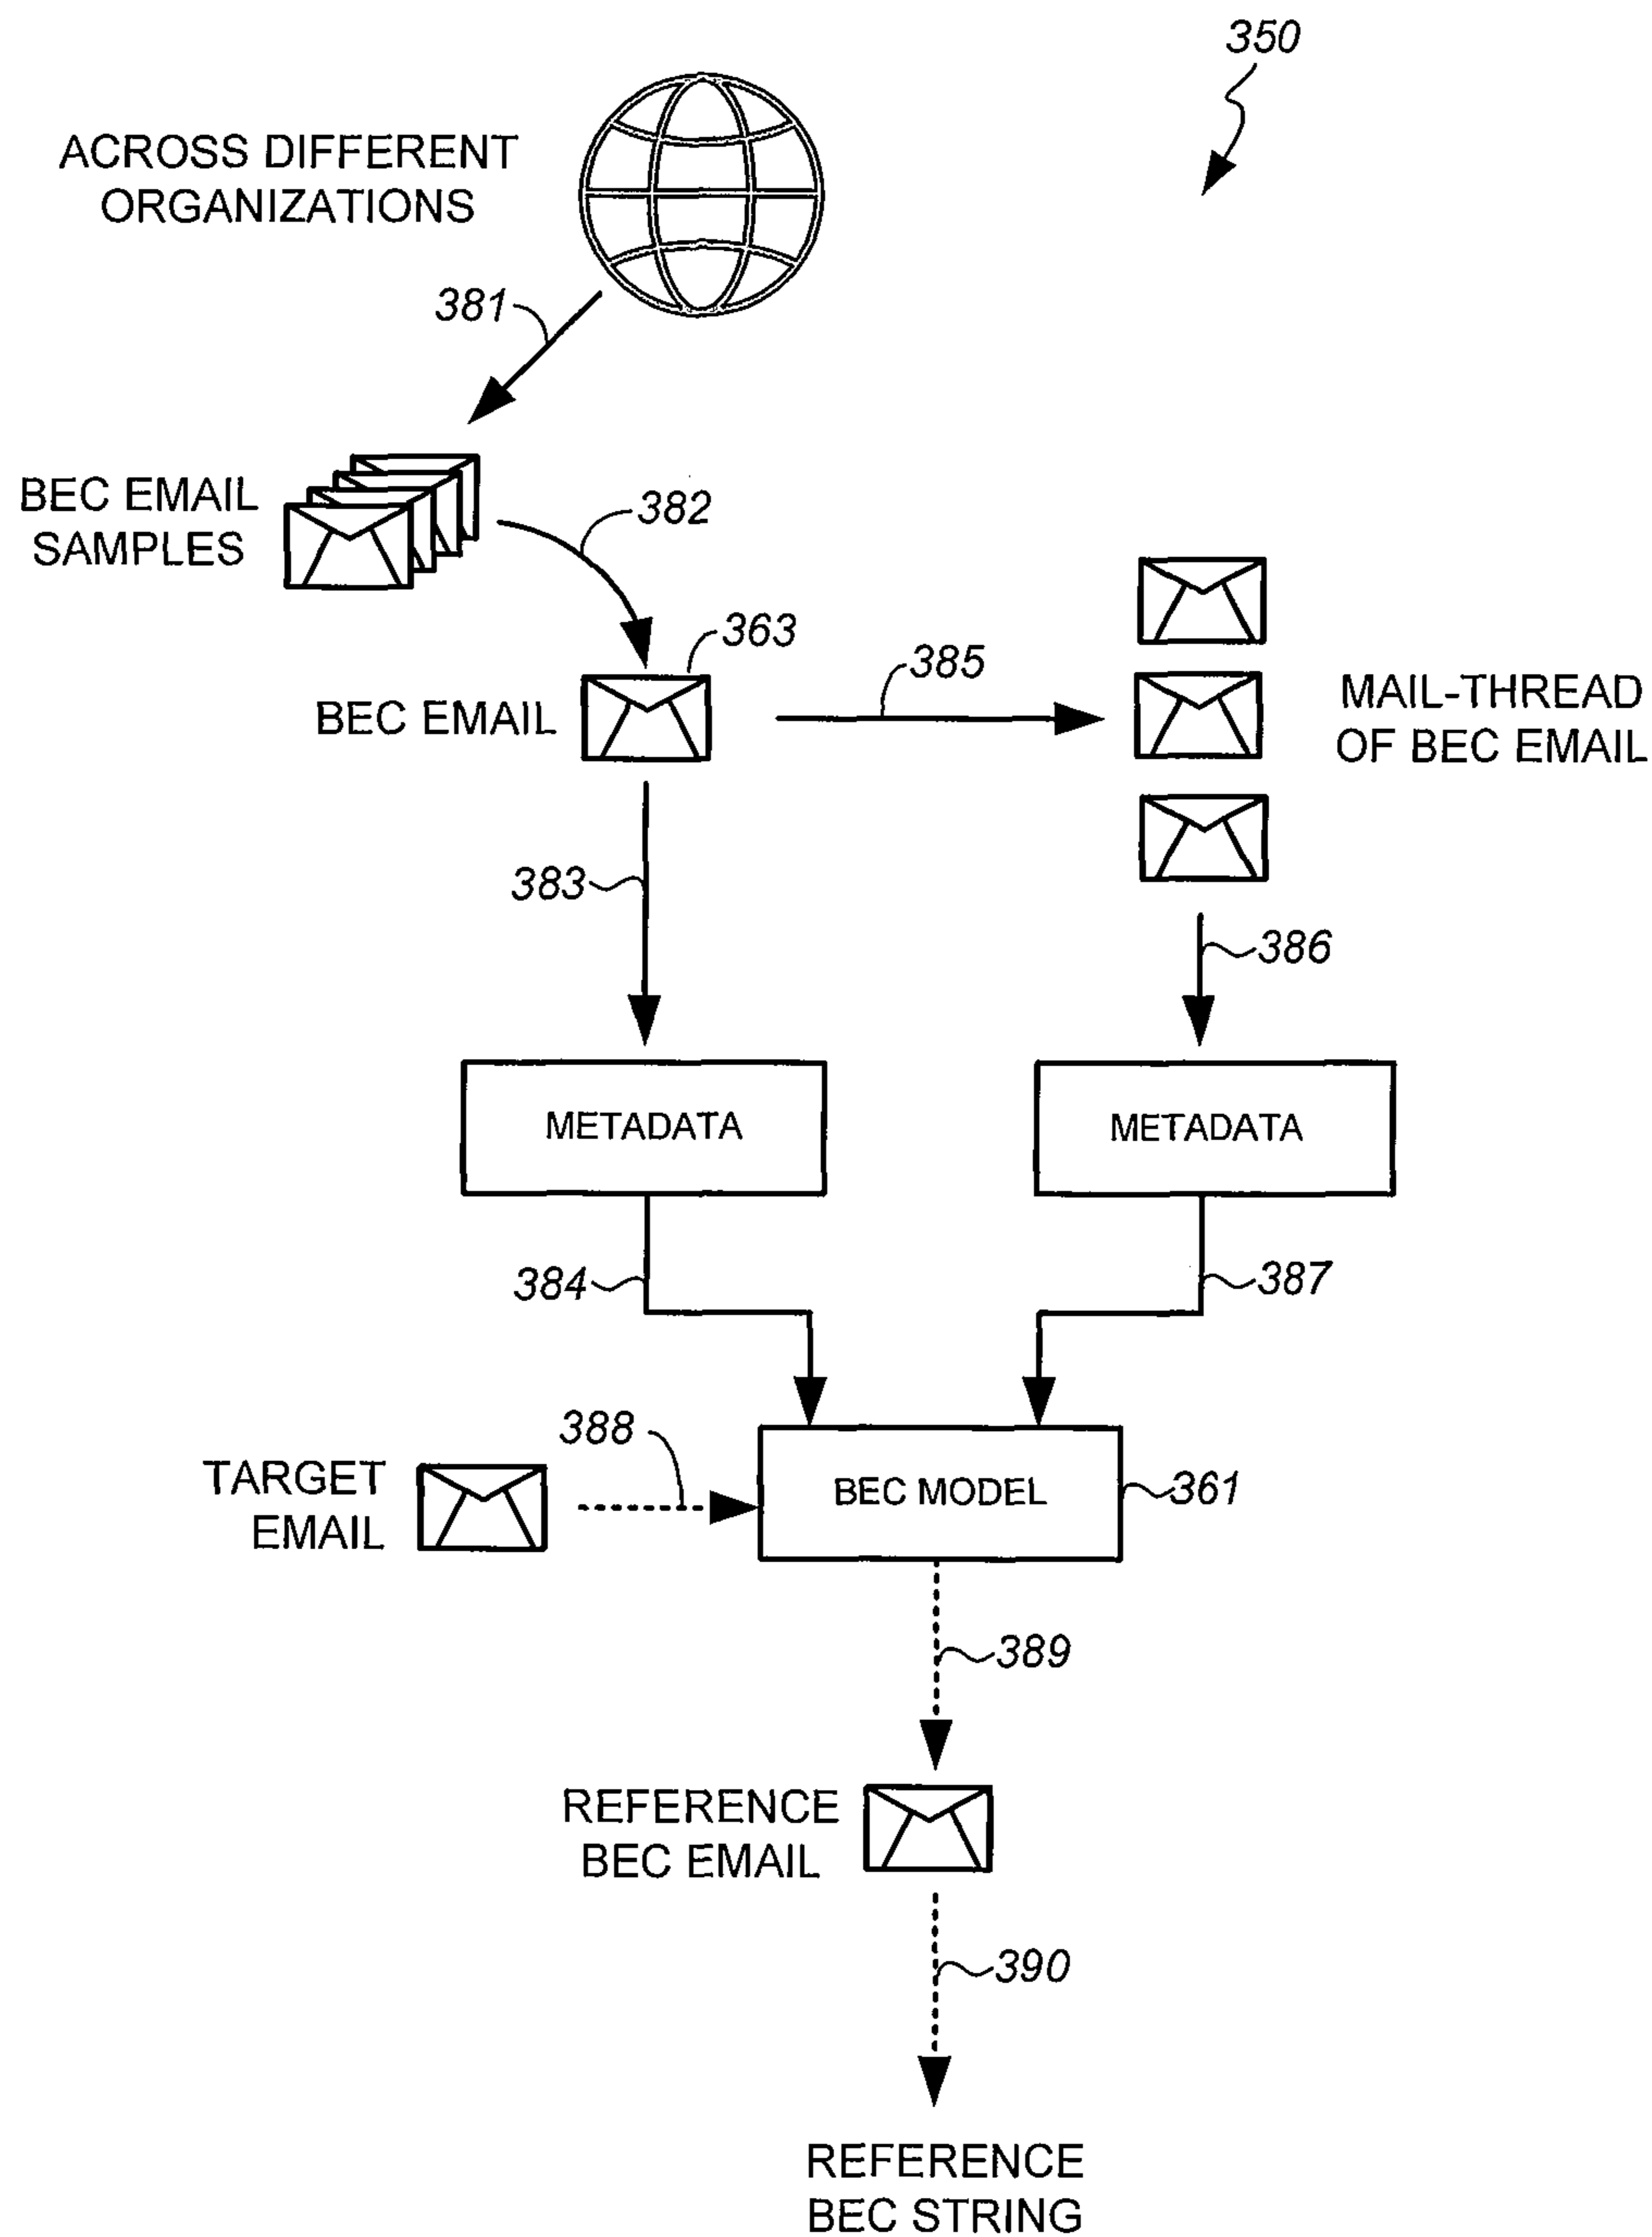 350
ACROSS DIFFERENT
ORGANIZATIONS
381
BEC EMAIL
SAMPLES
382
363
BEC EMAIL
385
MAIL-THREAD
OF BEC EMAIL
383
386
METADATA
METADATA
384
387
388
TARGET
EMAIL
BEC MODEL
361
389
REFERENCE
BEC EMAIL
390
REFERENCE
BEC STRING